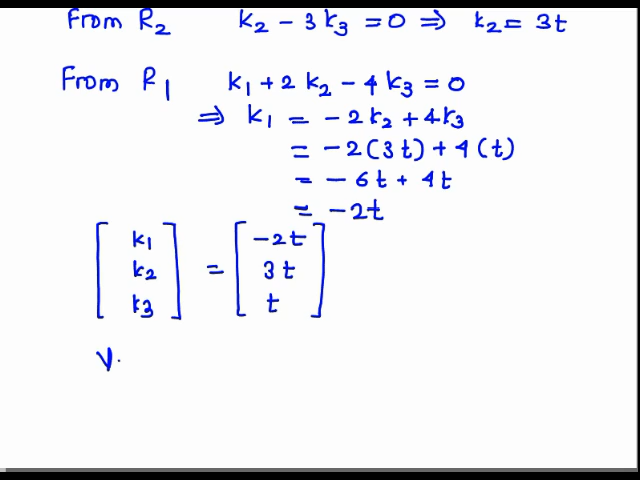 From R₂ k₂ - 3k₃ = 0 ⇒ k₂ = 3t
From R₁ k₁ + 2k₂ - 4k₃ = 0
⇒ k₁ = -2k₂ + 4k₃
= -2(3t) + 4(t)
= -6t + 4t
= -2t
[k₁ k₂ k₃] = [-2t 3t t]
V